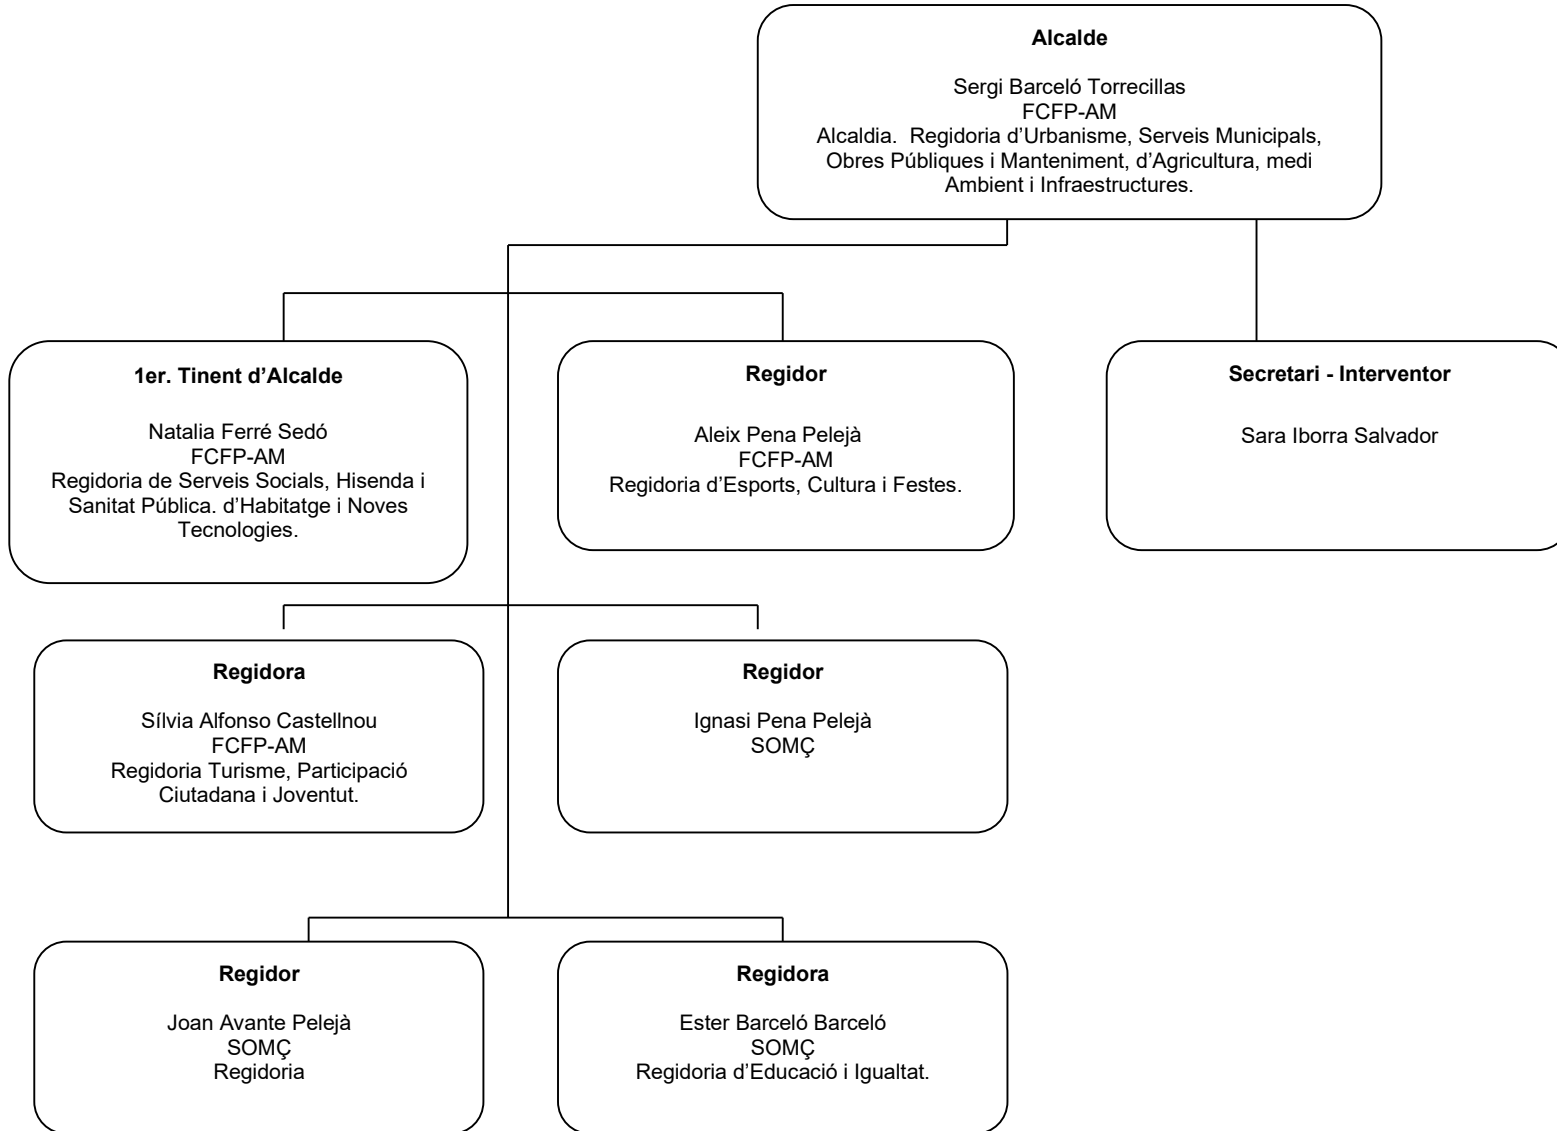 Alcalde
Sergi Barceló Torrecillas
FCFP-AM
Alcaldia. Regidoria d’Urbanisme, Serveis Municipals,
Obres Públiques i Manteniment, d’Agricultura, medi
Ambient i Infraestructures.
1er. Tinent d’Alcalde
Natalia Ferré Sedó
FCFP-AM
Regidoria de Serveis Socials, Hisenda i
Sanitat Pública. d’Habitatge i Noves
Tecnologies.
Regidor
Aleix Pena Pelejà
FCFP-AM
Regidoria d’Esports, Cultura i Festes.
Secretari - Interventor
Sara Iborra Salvador
Regidora
Sílvia Alfonso Castellnou
FCFP-AM
Regidoria Turisme, Participació
Ciutadana i Joventut.
Regidor
Ignasi Pena Pelejà
SOMÇ
Regidor
Joan Avante Pelejà
SOMÇ
Regidoria
Regidora
Ester Barceló Barceló
SOMÇ
Regidoria d’Educació i Igualtat.